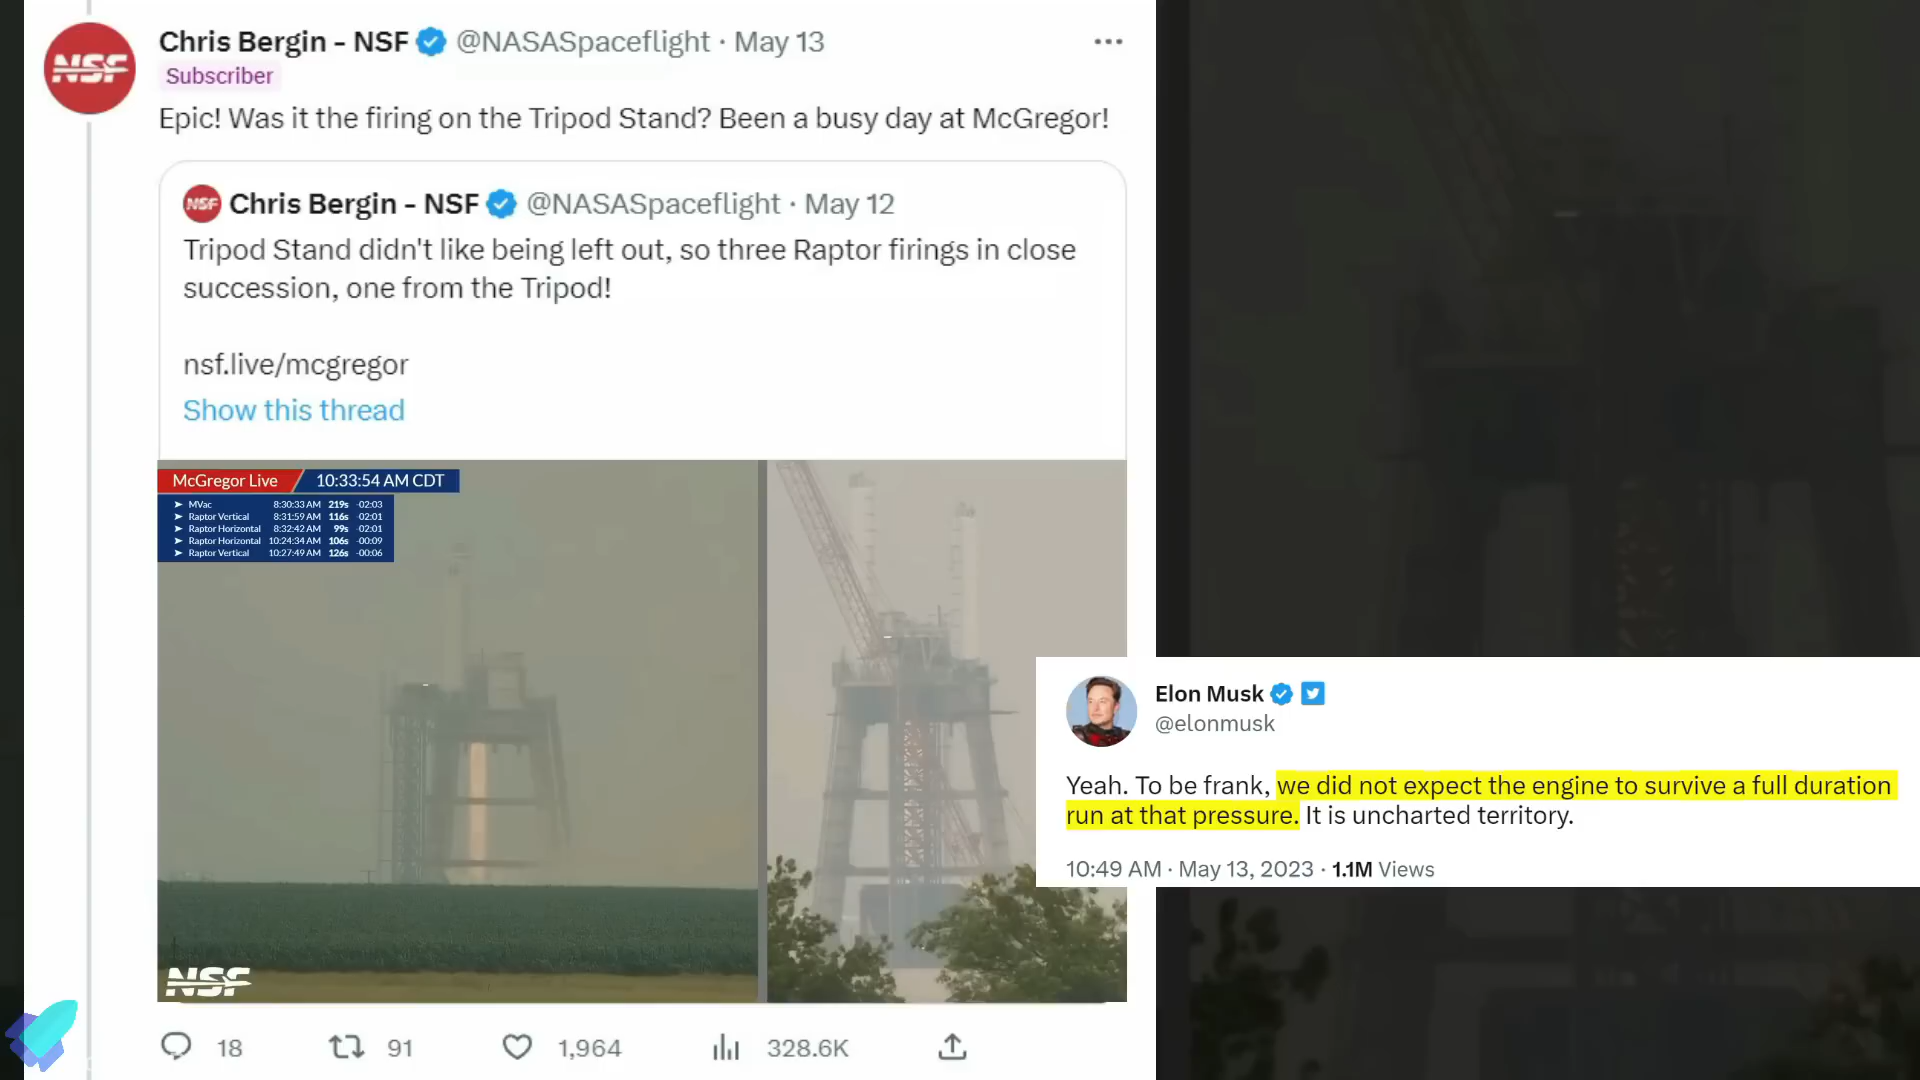 NSF
Chris Bergin - NSF @NASASpaceflight · May 13
Subscriber
Epic! Was it the firing on the Tripod Stand? Been a busy day at McGregor!
NSF Chris Bergin - NSF @NASASpaceflight · May 12
Tripod Stand didn't like being left out, so three Raptor firings in close
succession, one from the Tripod!
nsf.live/mcgregor
Show this thread
McGregor Live 10:33:54 AM CDT
MVac 8:30:33 AM 219s -02:03
Raptor Vertical 8:31:59 AM 116s -02:01
Raptor Horizontal 8:32:42 AM 99s -02:01
Raptor Horizontal 10:24:34 AM 106s -00:09
Raptor Vertical 10:27:49 AM 126s -00:06
NSF
18 91 1,964 328.6K
Elon Musk
@elonmusk
Yeah. To be frank, we did not expect the engine to survive a full duration
run at that pressure. It is uncharted territory.
10:49 AM · May 13, 2023 · 1.1M Views